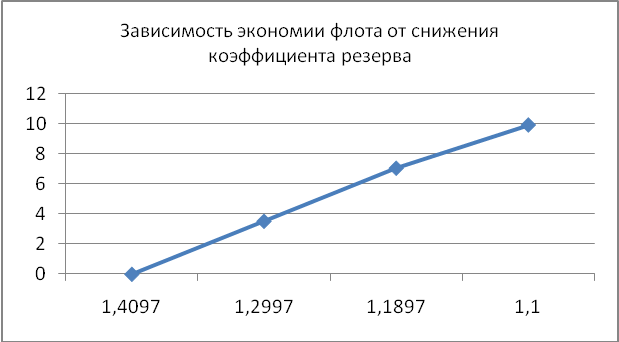 Зависимость экономии флота от снижения
коэффициента резерва
12
10
8
6
4
2
0
1,4097 1,2997 1,1897 1,1